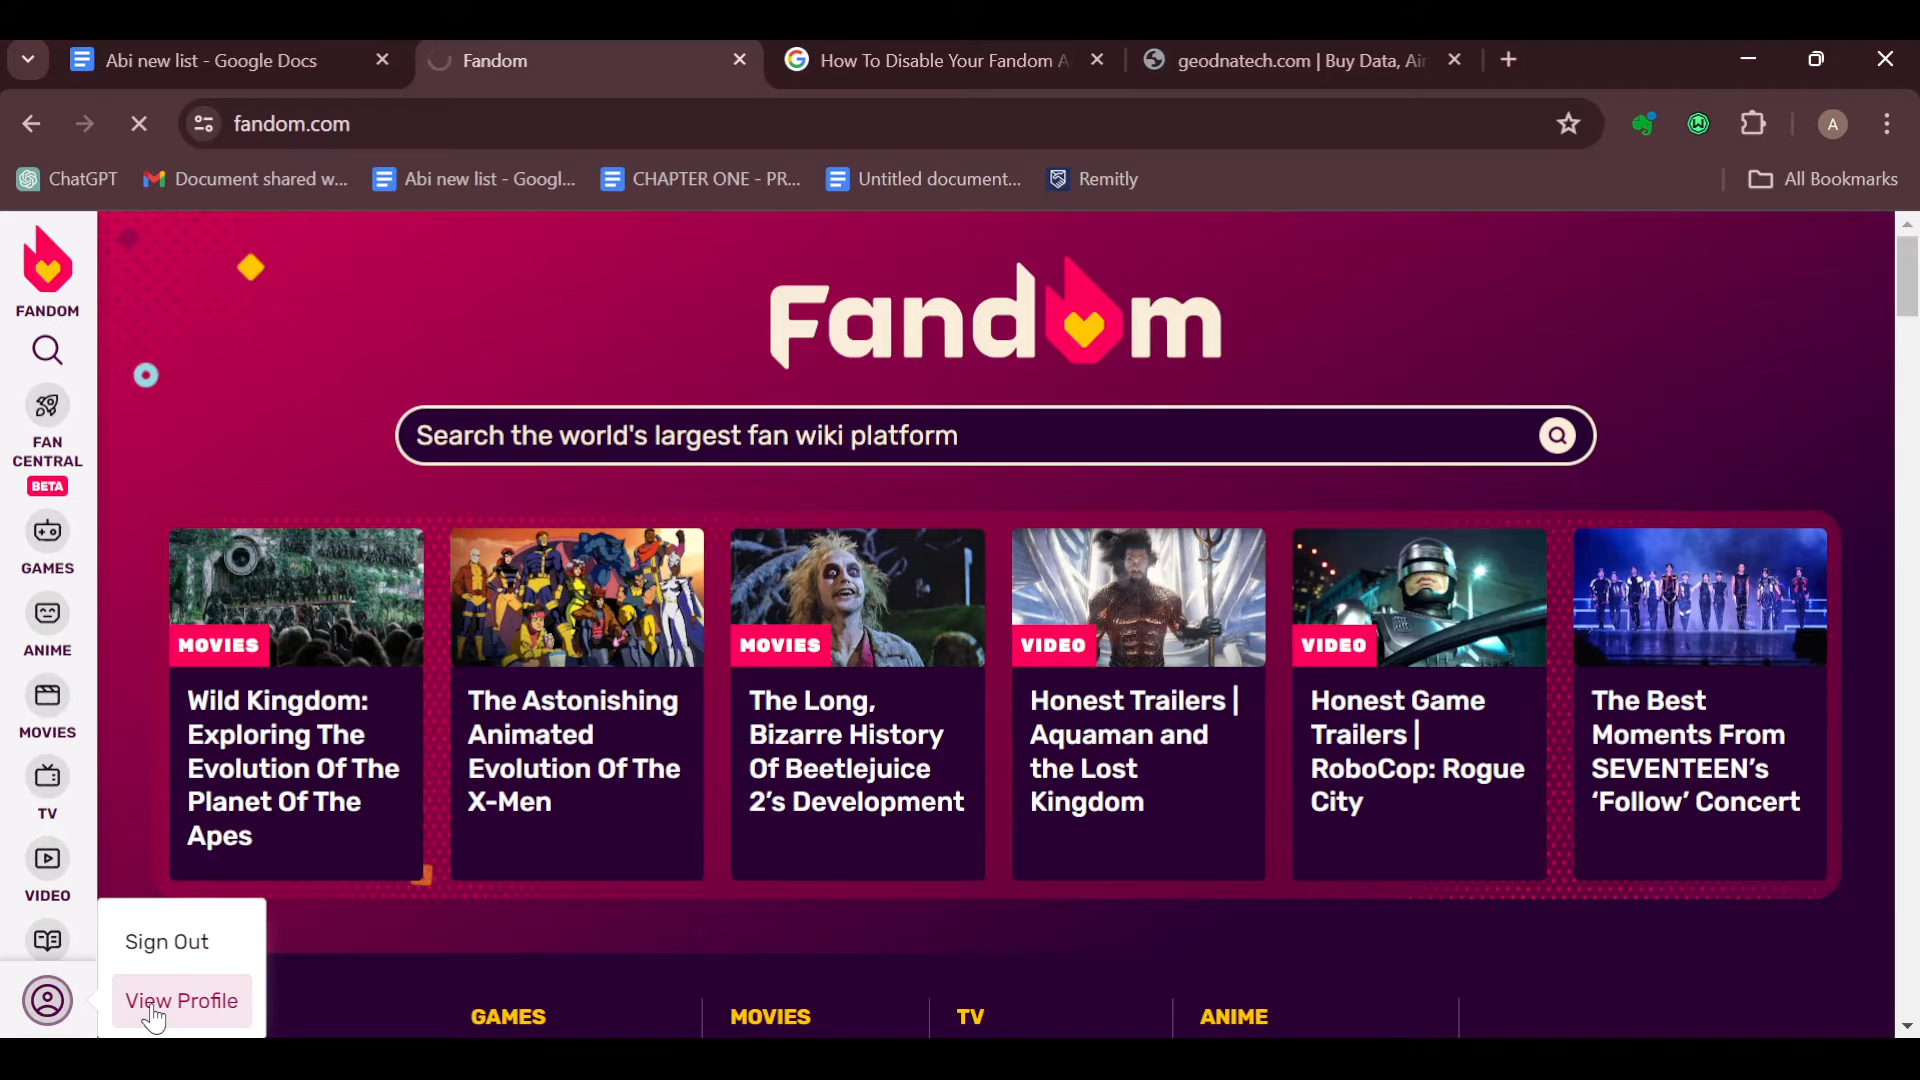 Abi new list - Google Docs
Fandom
How To Disable Your Fandom A
geodnatech.com | Buy Data, Air
fandom.com
A
ChatGPT
Document shared w...
Abi new list - Googl...
CHAPTER ONE - PR...
Untitled document...
Remitly
All Bookmarks
FANDOM
FAN
CENTRAL
BETA
GAMES
ANIME
MOVIES
TV
VIDEO
Fandom
Search the world's largest fan wiki platform
MOVIES
Wild Kingdom:
Exploring The
Evolution Of The
Planet Of The
Apes
The Astonishing
Animated
Evolution Of The
X-Men
MOVIES
The Long,
Bizarre History
Of Beetlejuice
2’s Development
VIDEO
Honest Trailers |
Aquaman and
the Lost
Kingdom
VIDEO
Honest Game
Trailers |
RoboCop: Rogue
City
The Best
Moments From
SEVENTEEN’s
‘Follow’ Concert
Sign Out
View Profile
GAMES
MOVIES
TV
ANIME